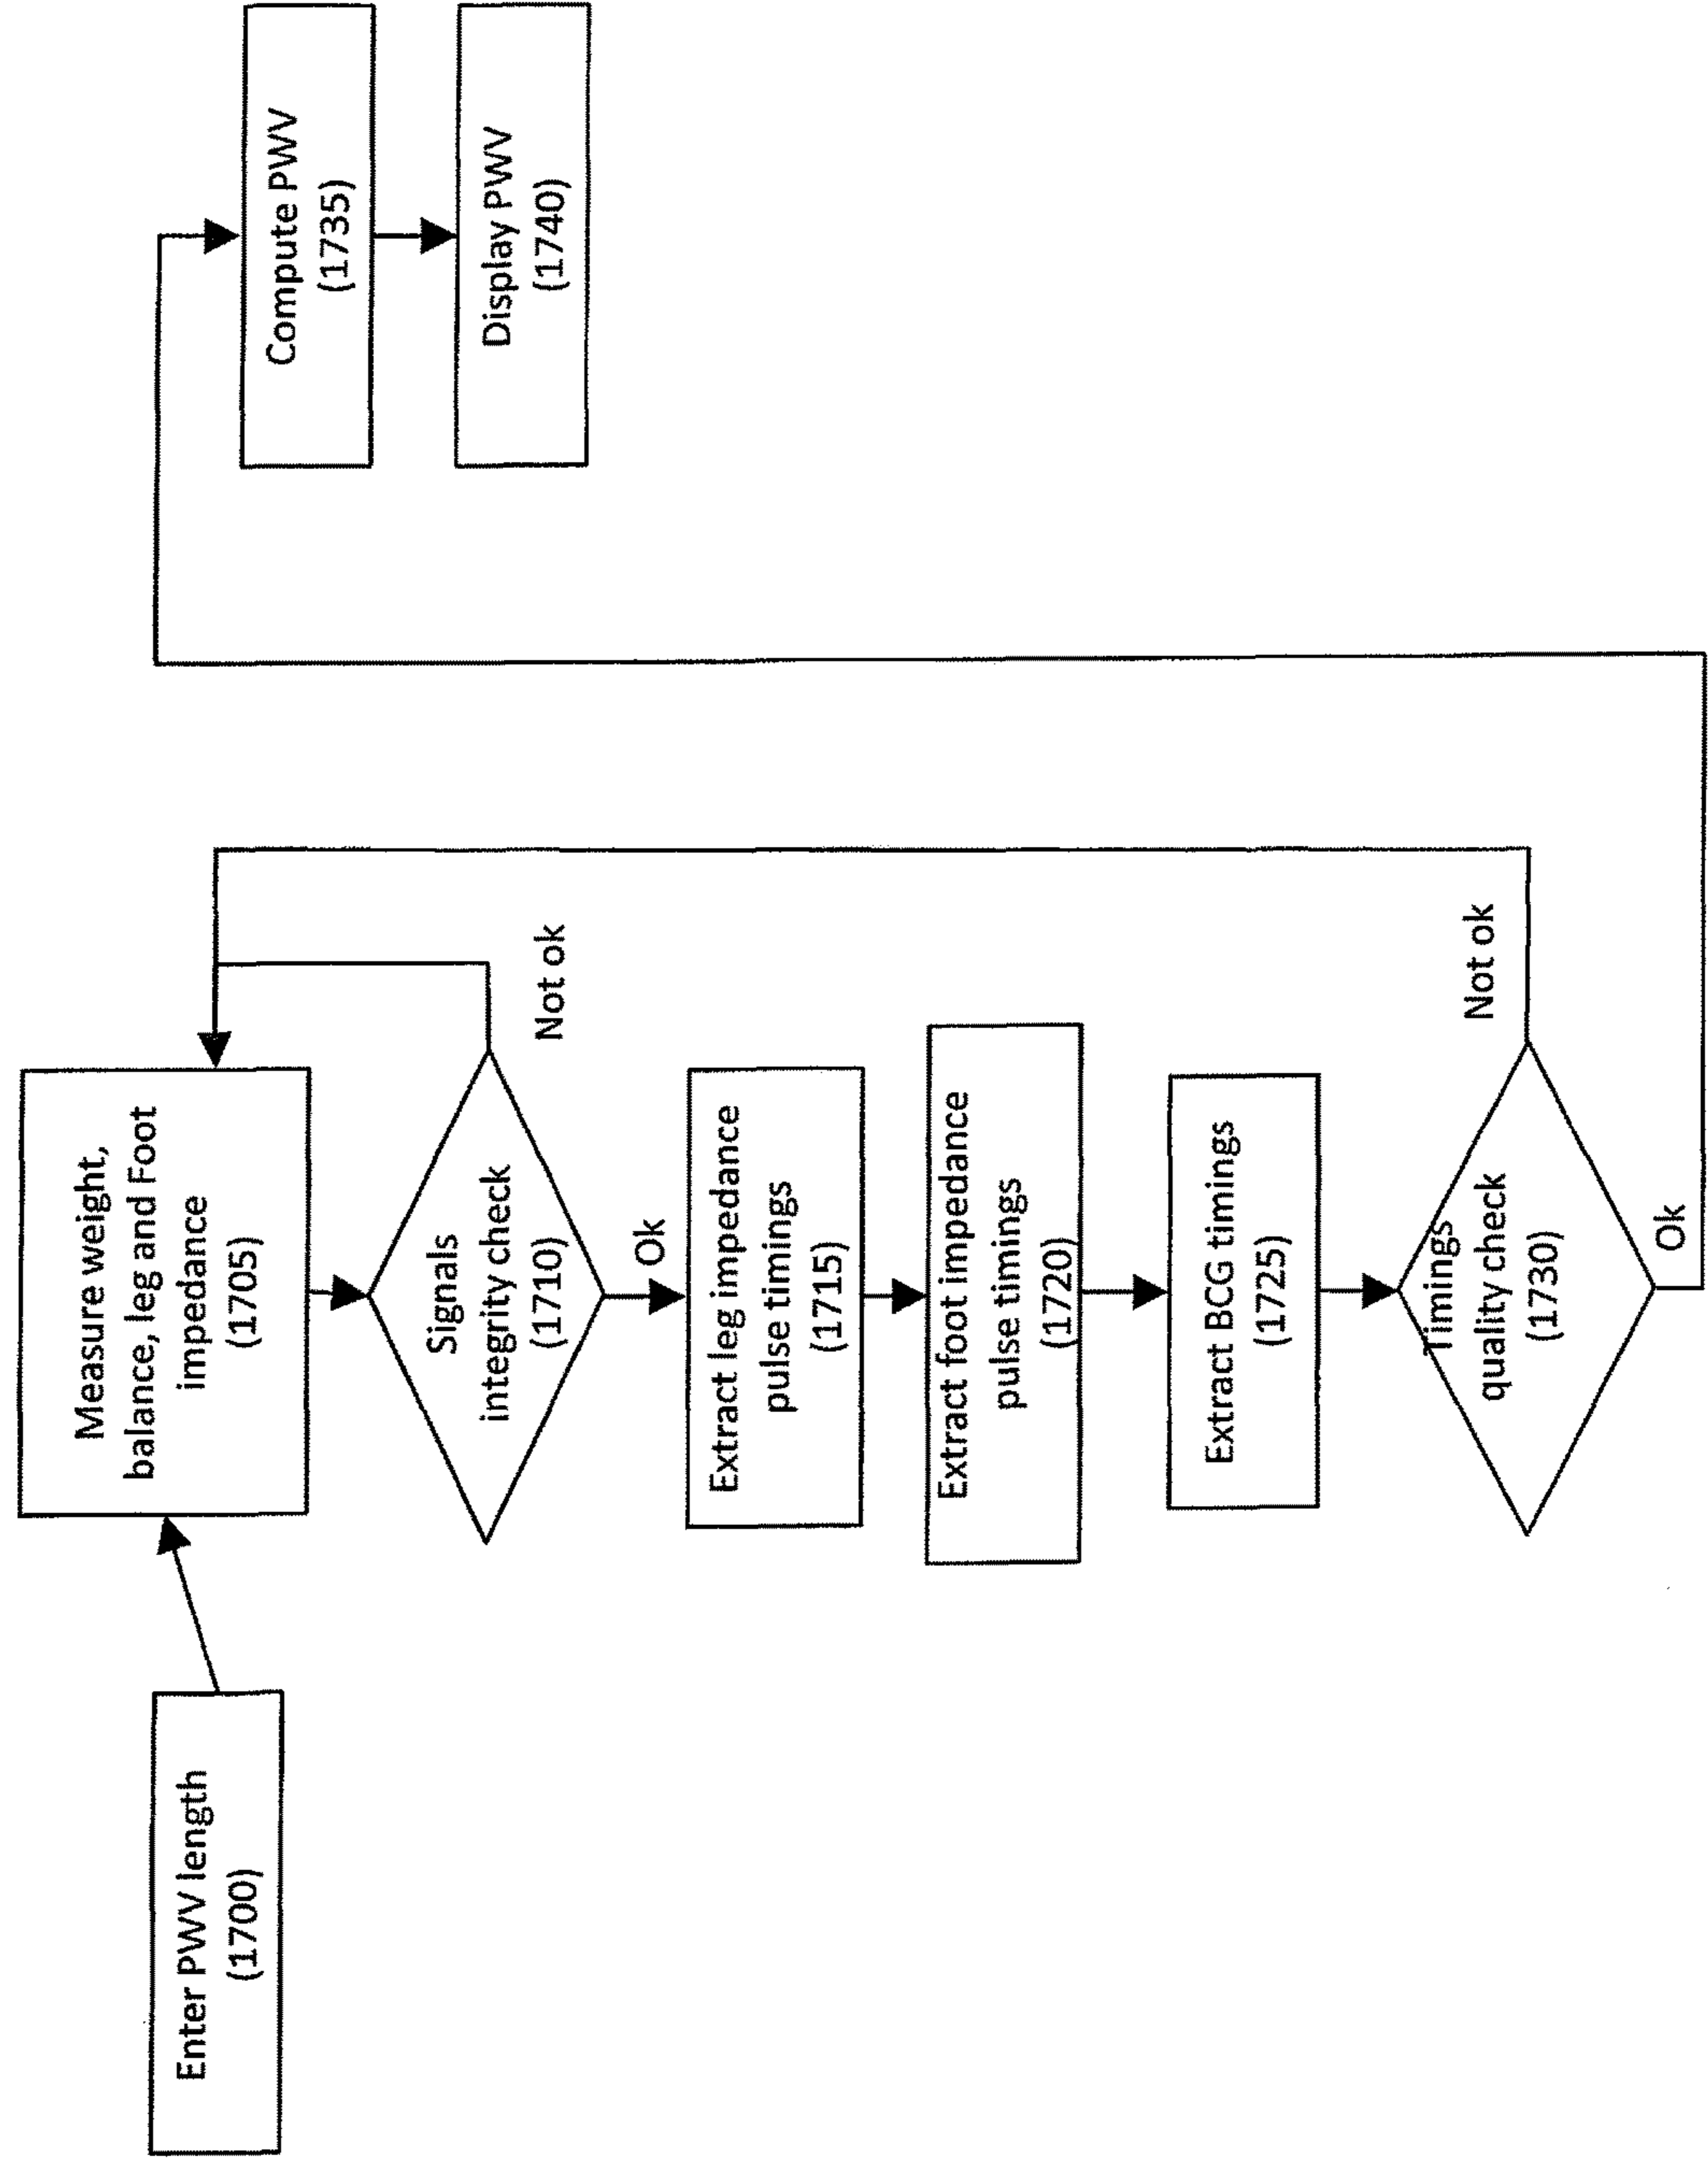 Enter PWV length
(1700)
Measure weight,
balance, leg and Foot
impedance
(1705)
Signals
integrity check
(1710)
Not ok
Ok
Extract leg impedance
pulse timings
(1715)
Extract foot impedance
pulse timings
(1720)
Extract BCG timings
(1725)
Timings
quality check
(1730)
Not ok
Ok
Compute PWV
(1735)
Display PWV
(1740)